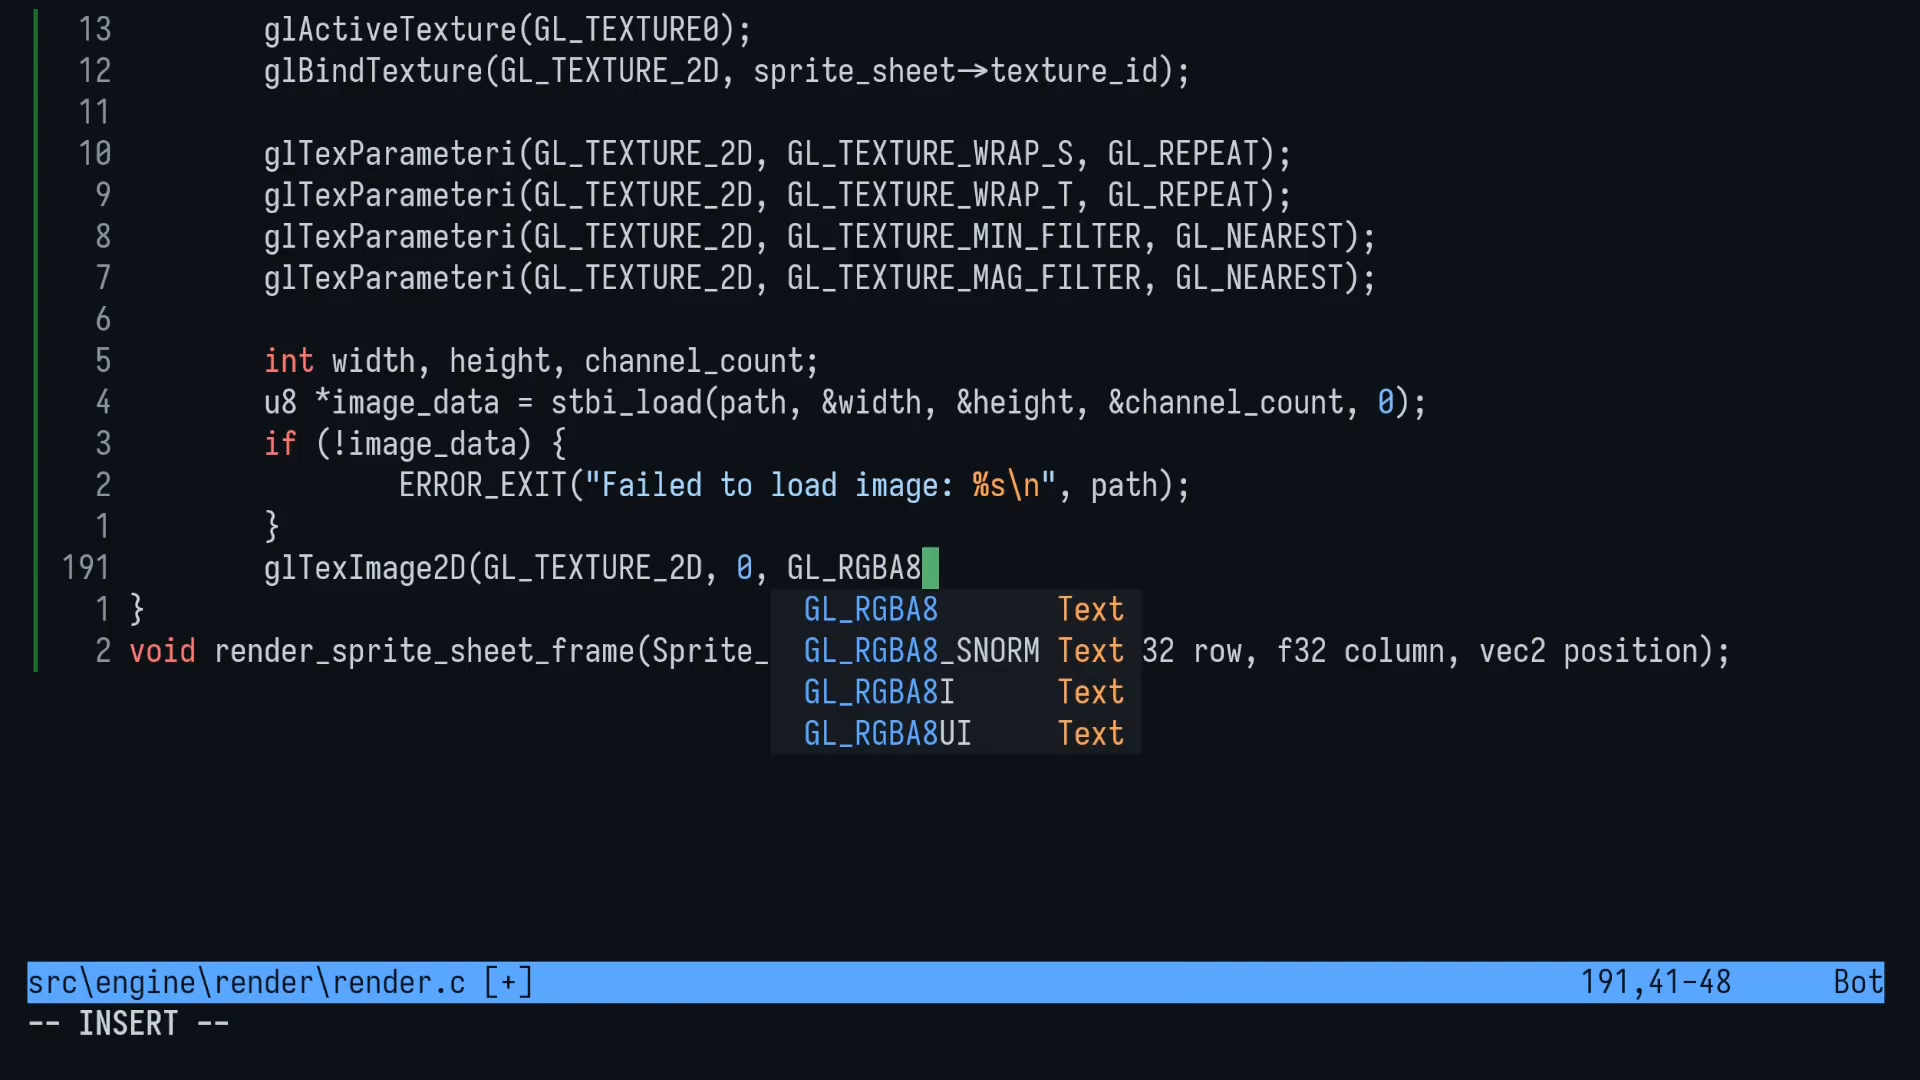 13 glActiveTexture(GL_TEXTURE0);
12 glBindTexture(GL_TEXTURE_2D, sprite_sheet->texture_id);
11
10 glTexParameteri(GL_TEXTURE_2D, GL_TEXTURE_WRAP_S, GL_REPEAT);
9 glTexParameteri(GL_TEXTURE_2D, GL_TEXTURE_WRAP_T, GL_REPEAT);
8 glTexParameteri(GL_TEXTURE_2D, GL_TEXTURE_MIN_FILTER, GL_NEAREST);
7 glTexParameteri(GL_TEXTURE_2D, GL_TEXTURE_MAG_FILTER, GL_NEAREST);
6
5 int width, height, channel_count;
4 u8 *image_data = stbi_load(path, &width, &height, &channel_count, 0);
3 if (!image_data) {
2 ERROR_EXIT("Failed to load image: %s\n", path);
1 }
191 glTexImage2D(GL_TEXTURE_2D, 0, GL_RGBA8
1 } GL_RGBA8 Text
2 void render_sprite_sheet_frame(Sprite_ GL_RGBA8_SNORM Text 32 row, f32 column, vec2 position);
GL_RGBA8I Text
GL_RGBA8UI Text
src\engine\render\render.c [+] 191,41-48 Bot
-- INSERT --